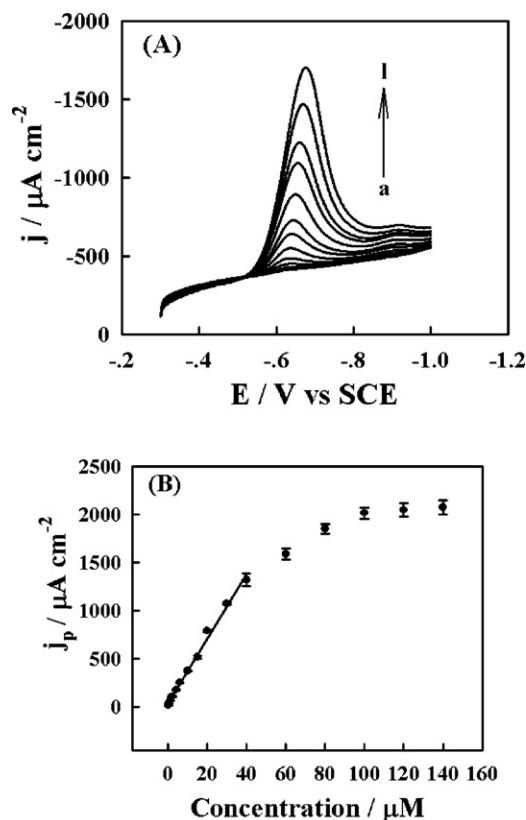 (A)
l
a
-2000
-1500
-1000
-500
0
j / μA cm-2
-.2 -.4 -.6 -.8 -1.0 -1.2
E / V vs SCE
(B)
2500
2000
1500
1000
500
0
jp / μA cm-2
0 20 40 60 80 100 120 140 160
Concentration / μM